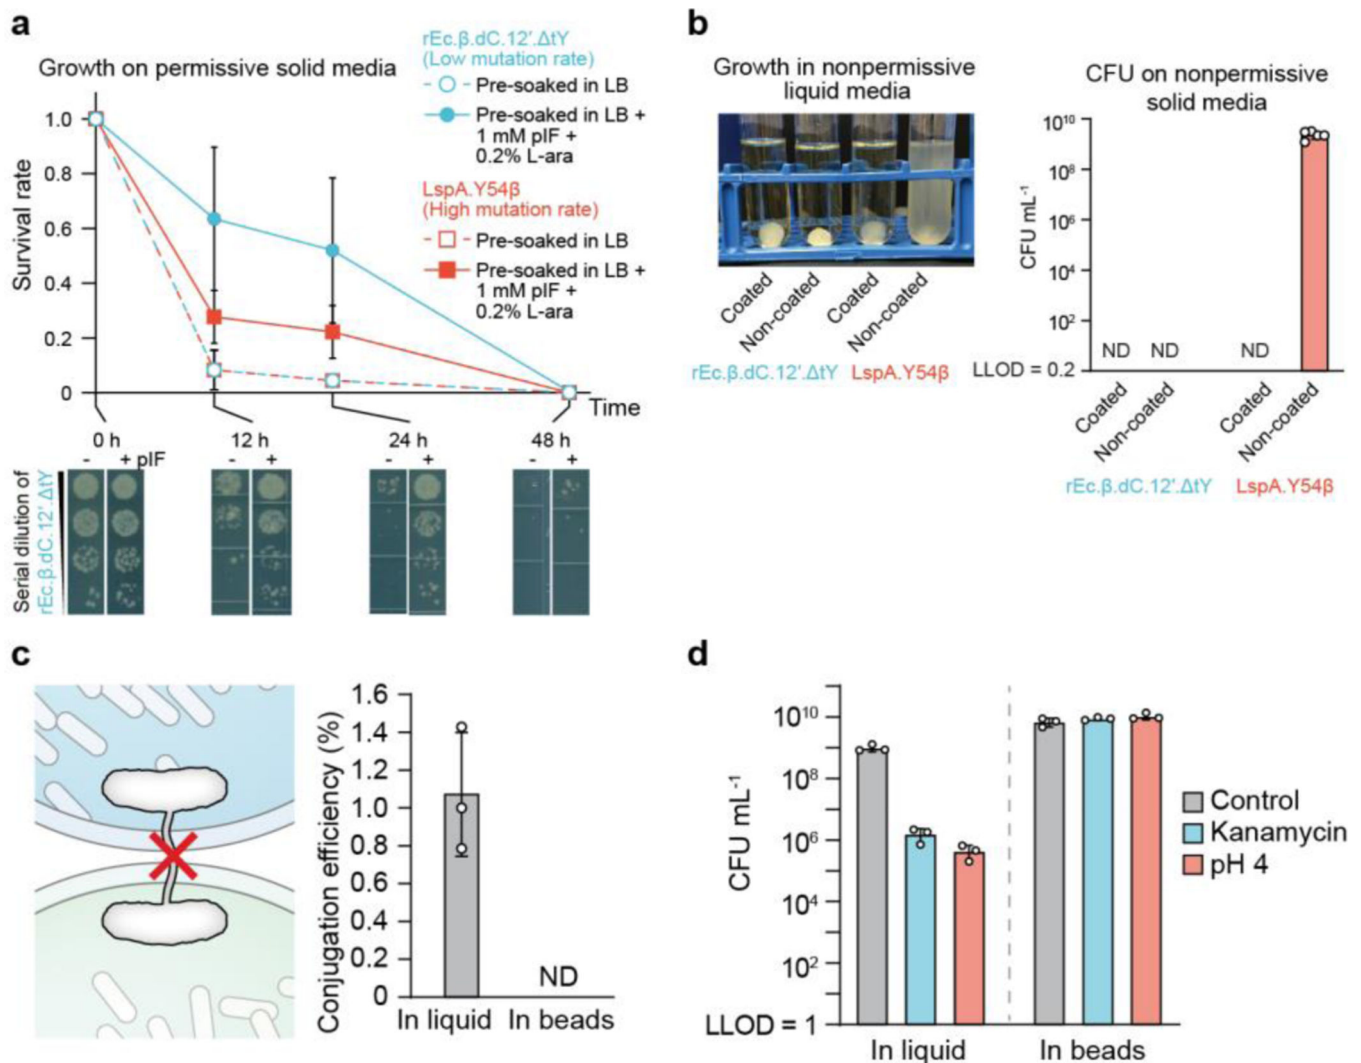 a
Growth on permissive solid media
rEc.β.dC.12'.ΔtY
(Low mutation rate)
Pre-soaked in LB
Pre-soaked in LB +
1 mM pIF +
0.2% L-ara
LspA.Y54β
(High mutation rate)
Pre-soaked in LB
Pre-soaked in LB +
1 mM pIF +
0.2% L-ara
Survival rate
1.0
0.8
0.6
0.4
0.2
0
Time
0 h
12 h
24 h
48 h
- + pIF
- +
- +
- +
Serial dilution of
rEc.β.dC.12'.ΔtY
b
Growth in nonpermissive
liquid media
Coated
Non-coated
Coated
Non-coated
rEc.β.dC.12'.ΔtY
LspA.Y54β
CFU on nonpermissive
solid media
CFU mL⁻¹
10¹⁰
10⁸
10⁶
10⁴
10²
LLOD = 0.2
ND
ND
ND
Coated
Non-coated
Coated
Non-coated
rEc.β.dC.12'.ΔtY
LspA.Y54β
c
Conjugation efficiency (%)
1.6
1.4
1.2
1.0
0.8
0.6
0.4
0.2
0
ND
In liquid
In beads
d
CFU mL⁻¹
10¹⁰
10⁸
10⁶
10⁴
10²
LLOD = 1
In liquid
In beads
Control
Kanamycin
pH 4